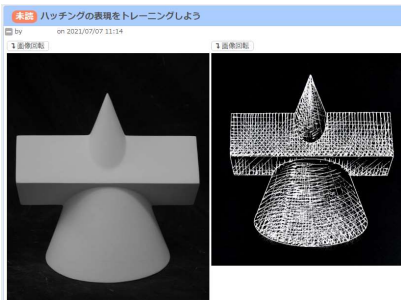 未読 ハッチングの表現をトレーニングしよう
by on 2021/07/07 11:14
↴画像回転 ↴画像回転